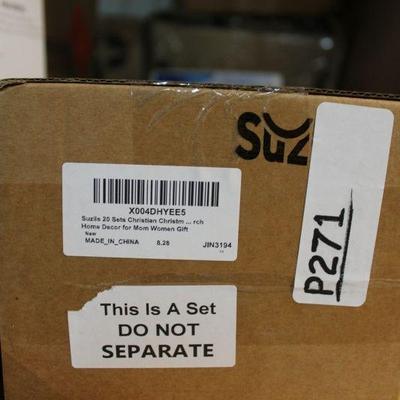 Suz
X004DHYEE5
Suzile 20 Sets Christian Christm ... rch
Home Decor for Mom Women Gift
New
MADE_IN_CHINA 8.28 JIN3194
P271
This Is A Set
DO NOT
SEPARATE